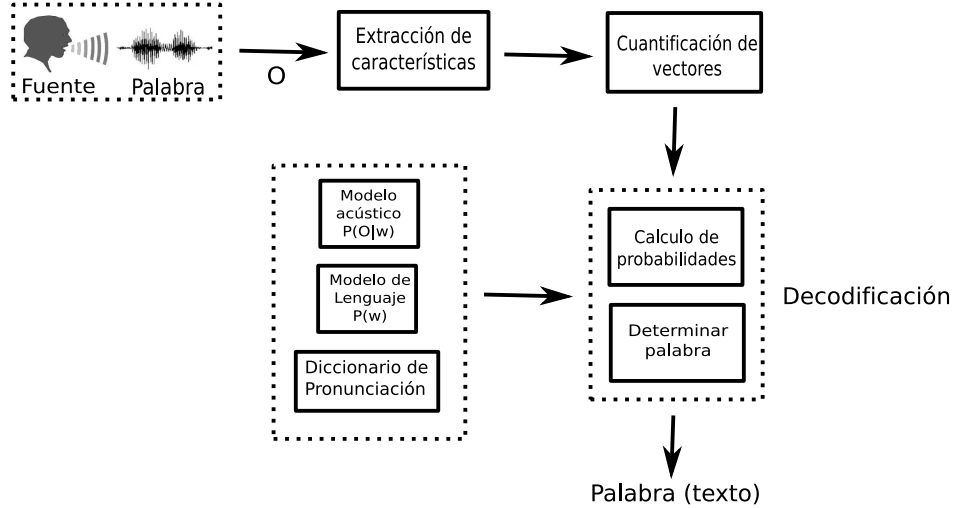 Fuente
Palabra
O
Extracción de
características
Cuantificación de
vectores
Modelo
acústico
P(O|w)
Modelo de
Lenguaje
P(w)
Diccionario de
Pronunciación
Calculo de
probabilidades
Determinar
palabra
Decodificación
Palabra (texto)